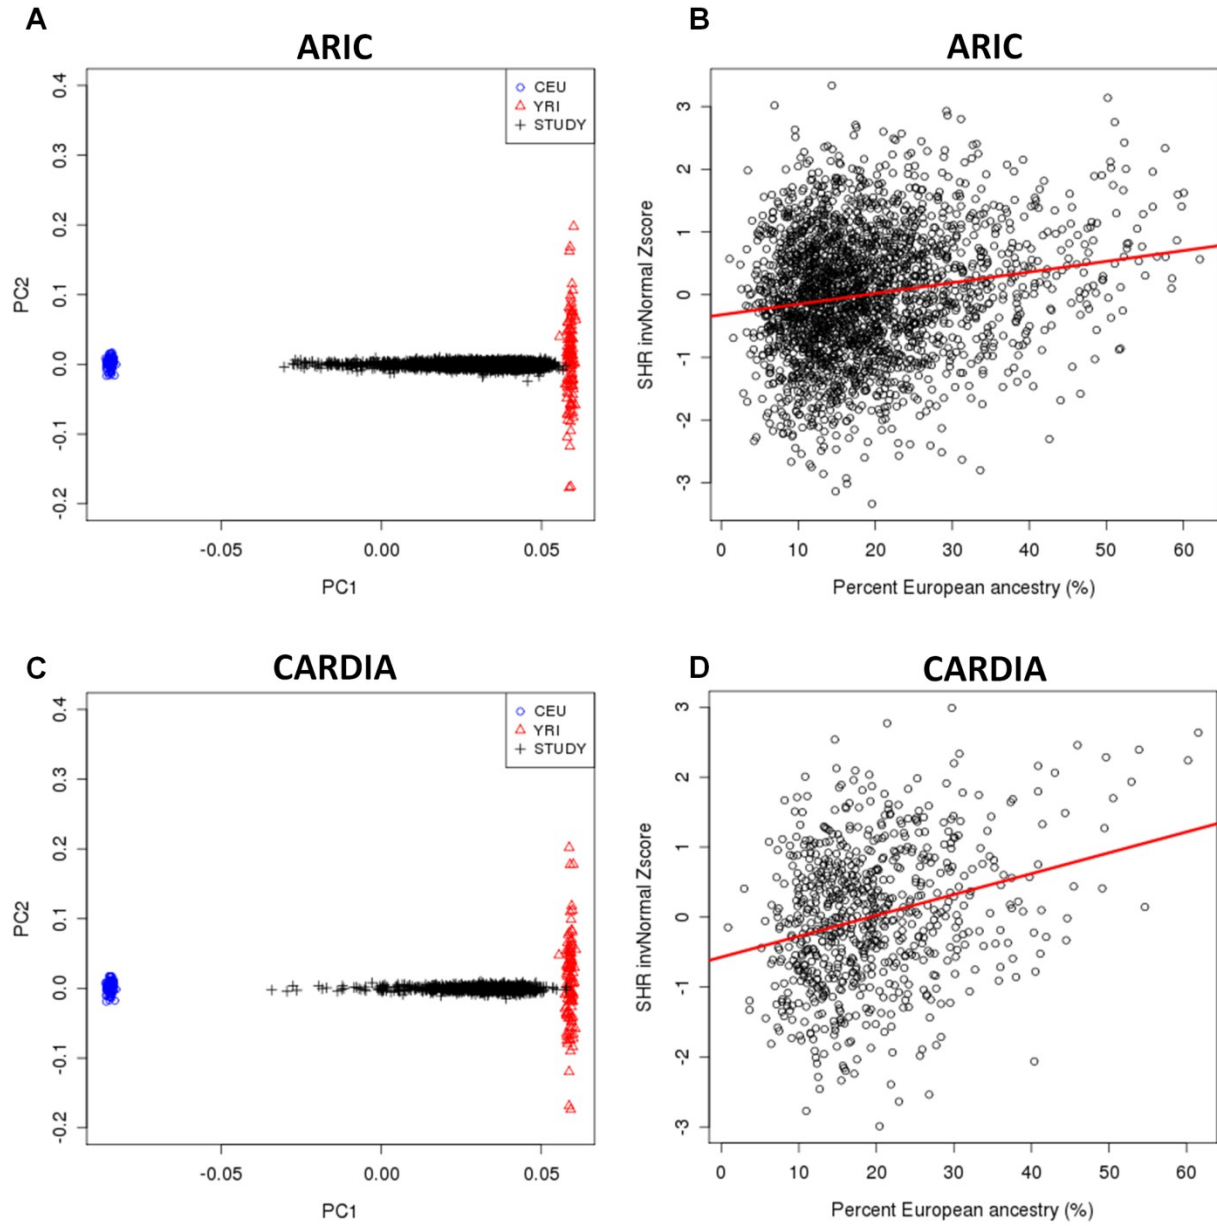 A
ARIC
CEU
YRI
STUDY
0.4
0.3
0.2
0.1
0.0
-0.1
-0.2
PC2
-0.05 0.00 0.05
PC1
B
ARIC
3
2
1
0
-1
-2
-3
SHR invNormal Zscore
0 10 20 30 40 50 60
Percent European ancestry (%)
C
CARDIA
CEU
YRI
STUDY
0.4
0.3
0.2
0.1
0.0
-0.1
-0.2
PC2
-0.05 0.00 0.05
PC1
D
CARDIA
3
2
1
0
-1
-2
-3
SHR invNormal Zscore
0 10 20 30 40 50 60
Percent European ancestry (%)